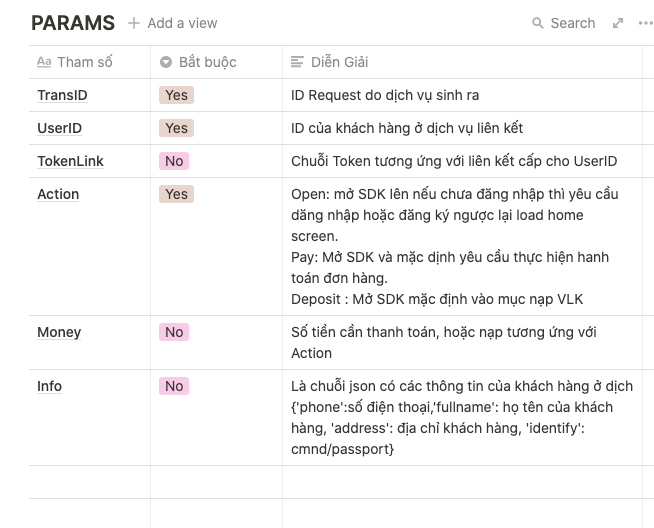 PARAMS + Add a view Search
Aa Tham số Bắt buộc Diễn Giải
TransID Yes ID Request do dịch vụ sinh ra
UserID Yes ID của khách hàng ở dịch vụ liên kết
TokenLink No Chuỗi Token tương ứng với liên kết cấp cho UserID
Action Yes Open: mở SDK lên nếu chưa đăng nhập thì yêu cầu
dăng nhập hoặc đăng ký ngược lại load home
screen.
Pay: Mở SDK và mặc dịnh yêu cầu thực hiện hanh
toán đơn hàng.
Deposit : Mở SDK mặc định vào mục nạp VLK
Money No Số tiền cần thanh toán, hoặc nạp tương ứng với
Action
Info No Là chuỗi json có các thông tin của khách hàng ở dịch
{'phone':số điện thoại,'fullname': họ tên của khách
hàng, 'address': địa chỉ khách hàng, 'identify':
cmnd/passport}